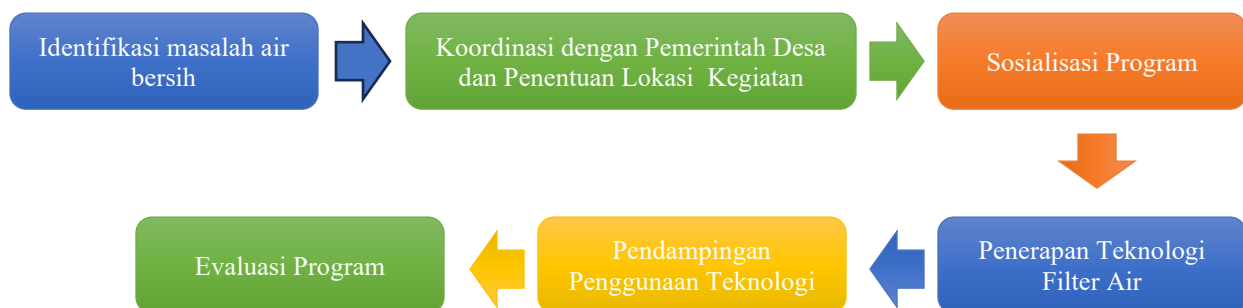 Identifikasi masalah air
bersih
Koordinasi dengan Pemerintah Desa
dan Penentuan Lokasi Kegiatan
Sosialisasi Program
Penerapan Teknologi
Filter Air
Pendampingan
Penggunaan Teknologi
Evaluasi Program